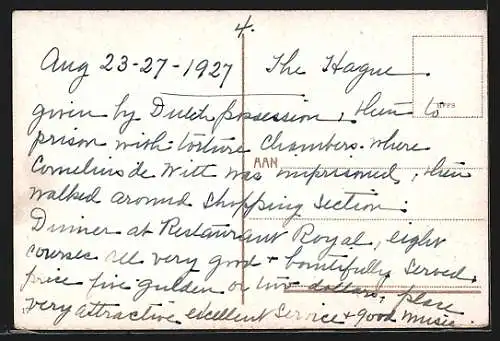 4.
Aug 23-27-1927 The Hague
given by Dutch possession, then to
prison with torture chambers where
Cornelius de Witt was imprisoned, then
AAN
walked around shopping section.
Dinner at Restaurant Royal, eight
courses all very good + bountifully served.
price five gulden or two dollars, place
very attractive excellent service + good music.